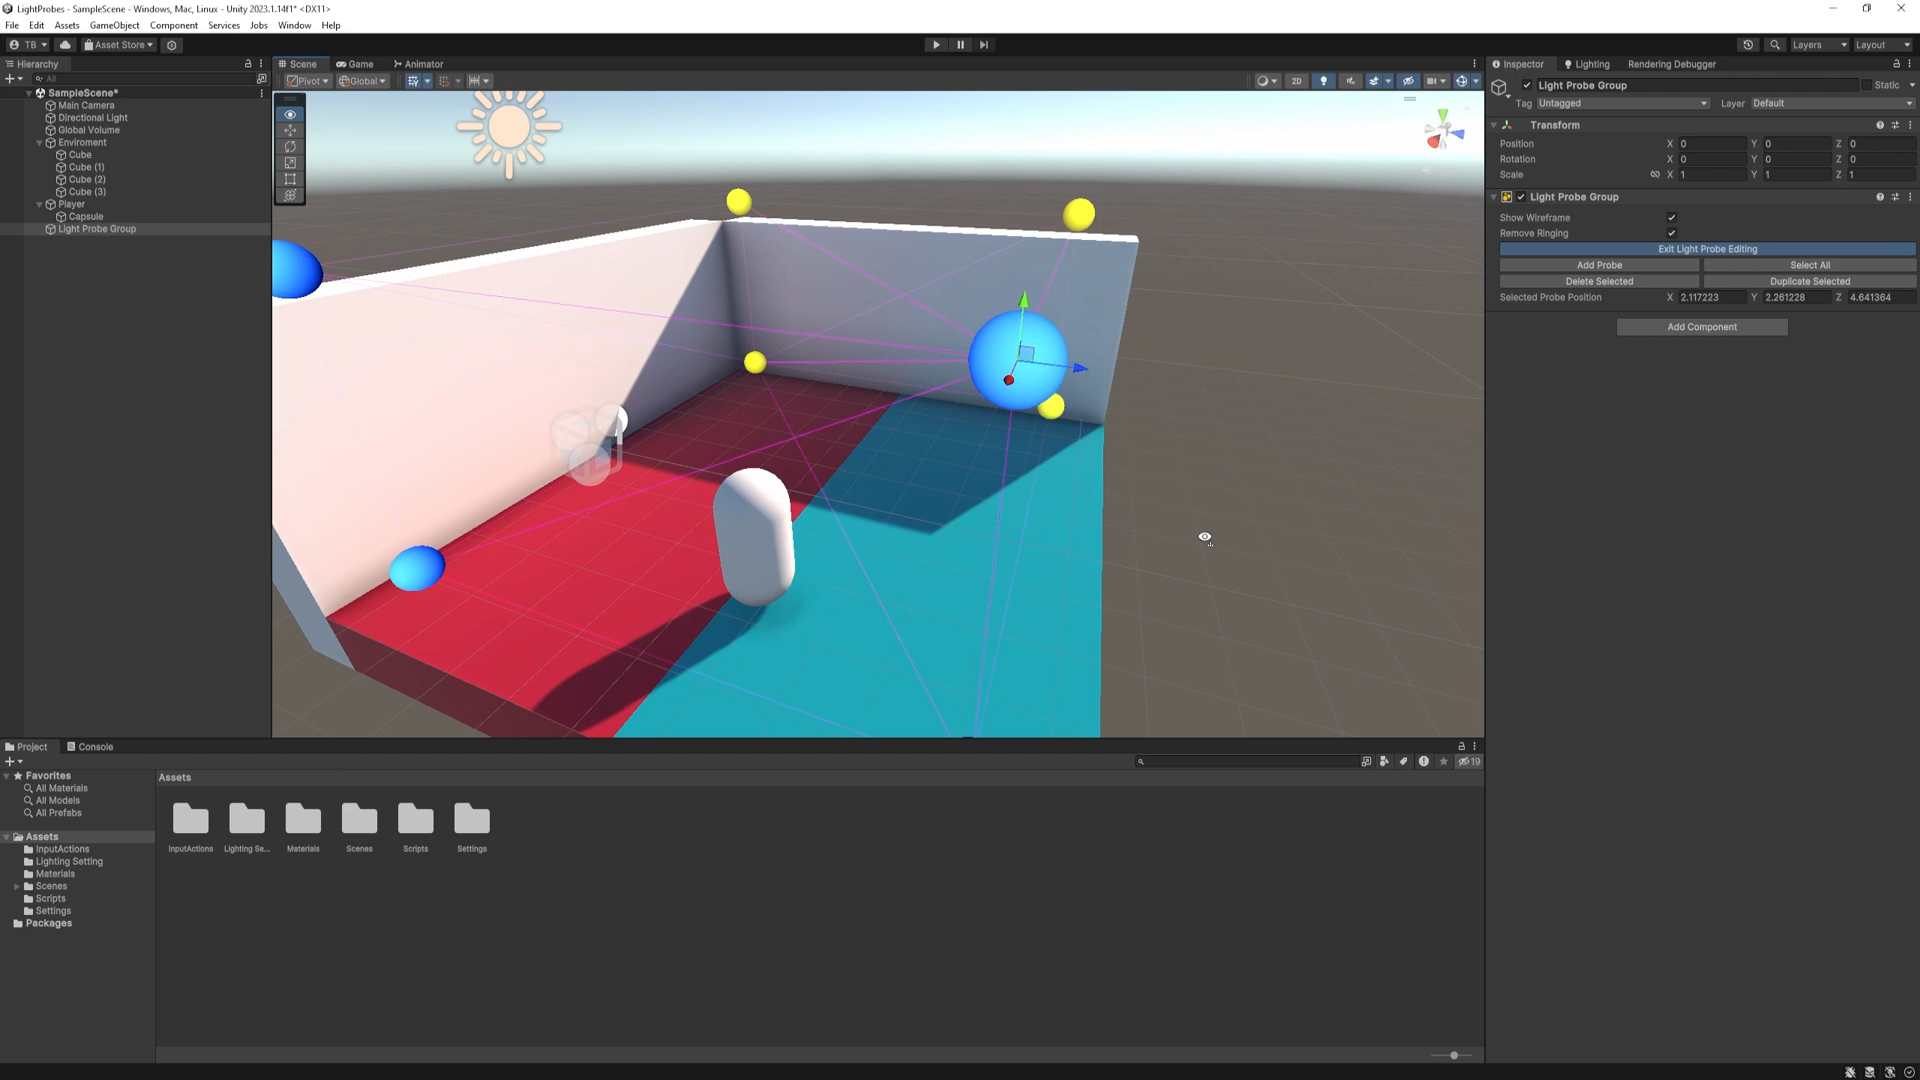 LightProbes - SampleScene - Windows, Mac, Linux - Unity 2023.1.14f1* <DX11>
File Edit Assets GameObject Component Services Jobs Window Help
TB Asset Store Layers Layout
Hierarchy
All
SampleScene*
Main Camera
Directional Light
Global Volume
Enviroment
Cube
Cube (1)
Cube (2)
Cube (3)
Player
Capsule
Light Probe Group
Scene Game Animator
Pivot Global 2D
Inspector Lighting Rendering Debugger
Light Probe Group Static
Tag Untagged Layer Default
Transform
Position X 0 Y 0 Z 0
Rotation X 0 Y 0 Z 0
Scale X 1 Y 1 Z 1
Light Probe Group
Show Wireframe
Remove Ringing
Exit Light Probe Editing
Add Probe Select All
Delete Selected Duplicate Selected
Selected Probe Position X 2.117223 Y 2.261228 Z 4.641364
Add Component
Project Console
19
Favorites
All Materials
All Models
All Prefabs
Assets
InputActions
Lighting Setting
Materials
Scenes
Scripts
Settings
Packages
Assets
InputActions Lighting Se... Materials Scenes Scripts Settings